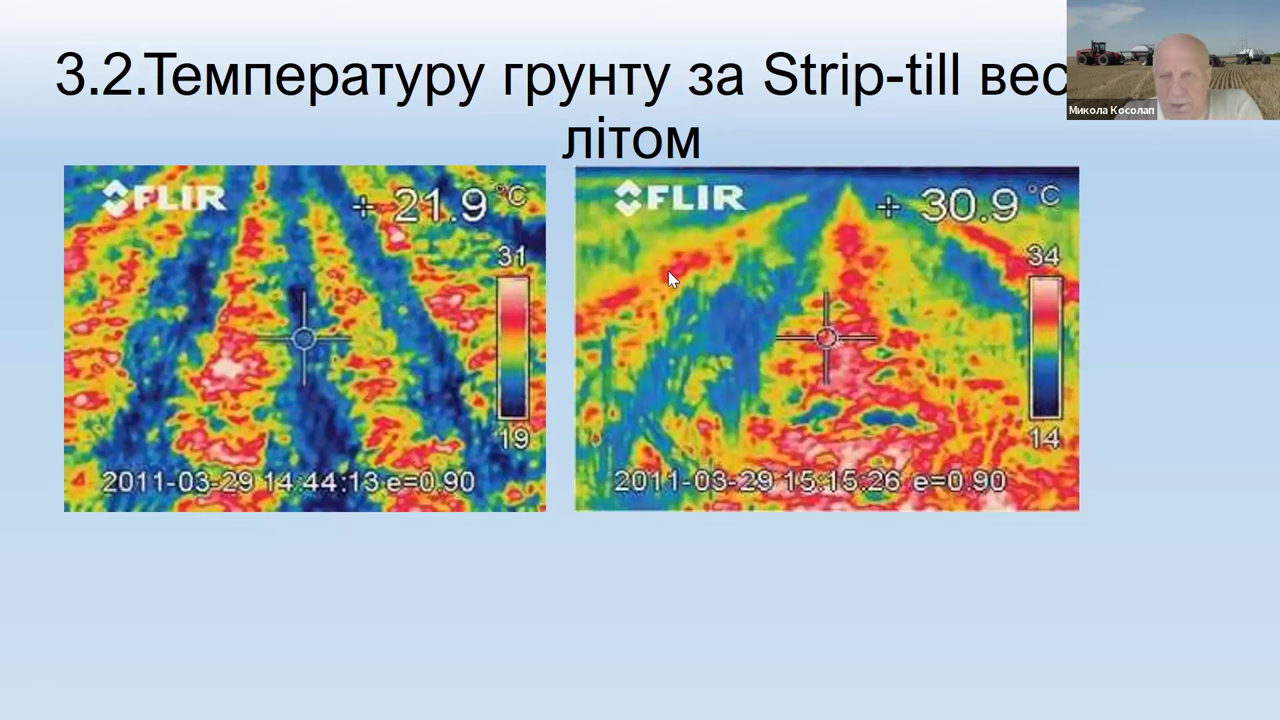 3.2.Температуру грунту за Strip-till
літом
Микола Косолап
FLIR
+ 21.9 °C
31
19
2011-03-29 14:44:13 e=0.90
FLIR
+ 30.9 °C
34
14
2011-03-29 15:15:26 e=0.90